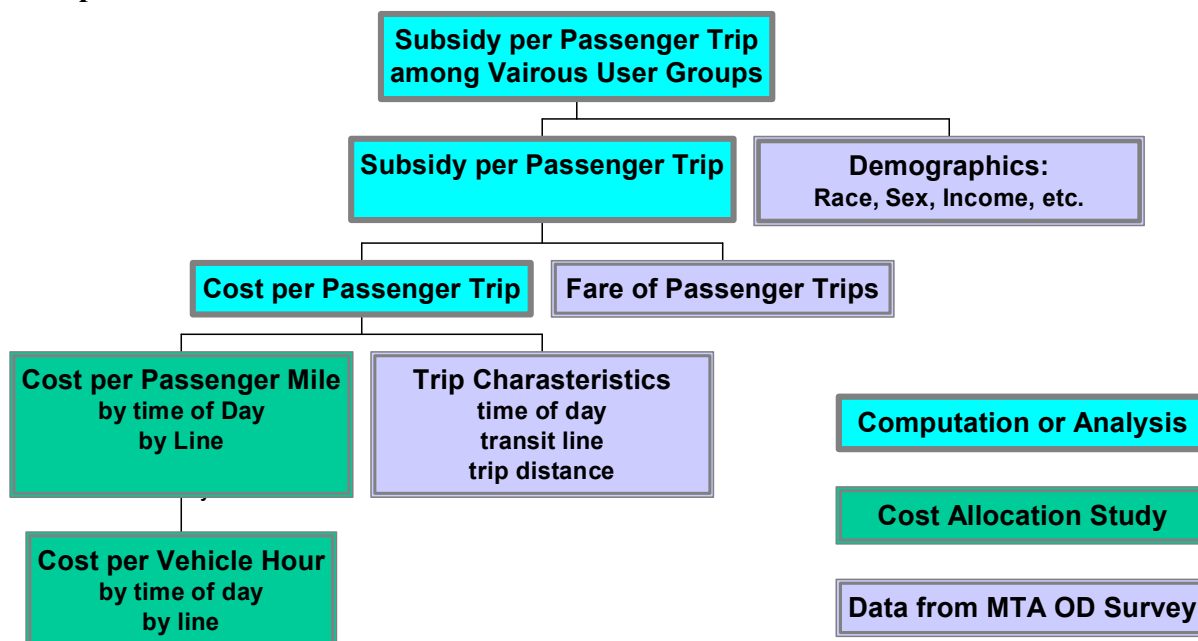 Subsidy per Passenger Trip
among Vairous User Groups
Subsidy per Passenger Trip
Demographics:
Race, Sex, Income, etc.
Cost per Passenger Trip
Fare of Passenger Trips
Cost per Passenger Mile
by time of Day
by Line
Trip Charasteristics
time of day
transit line
trip distance
Cost per Vehicle Hour
by time of day
by line
Computation or Analysis
Cost Allocation Study
Data from MTA OD Survey